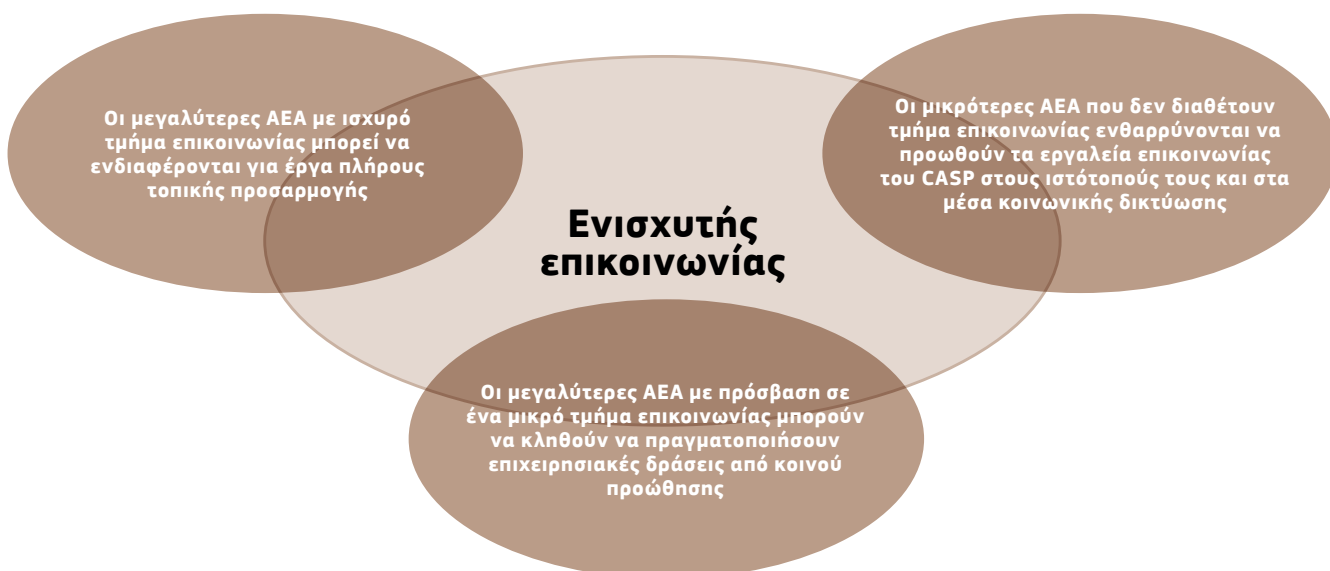 Οι μεγαλύτερες ΑΕΑ με ισχυρό
τμήμα επικοινωνίας μπορεί να
ενδιαφέρονται για έργα πλήρους
τοπικής προσαρμογής
Οι μικρότερες ΑΕΑ που δεν διαθέτουν
τμήμα επικοινωνίας ενθαρρύνονται να
προωθούν τα εργαλεία επικοινωνίας
του CASP στους ιστότοπούς τους και στα
μέσα κοινωνικής δικτύωσης
Ενισχυτής
επικοινωνίας
Οι μεγαλύτερες ΑΕΑ με πρόσβαση σε
ένα μικρό τμήμα επικοινωνίας μπορούν
να κληθούν να πραγματοποιήσουν
επιχειρησιακές δράσεις από κοινού
προώθησης